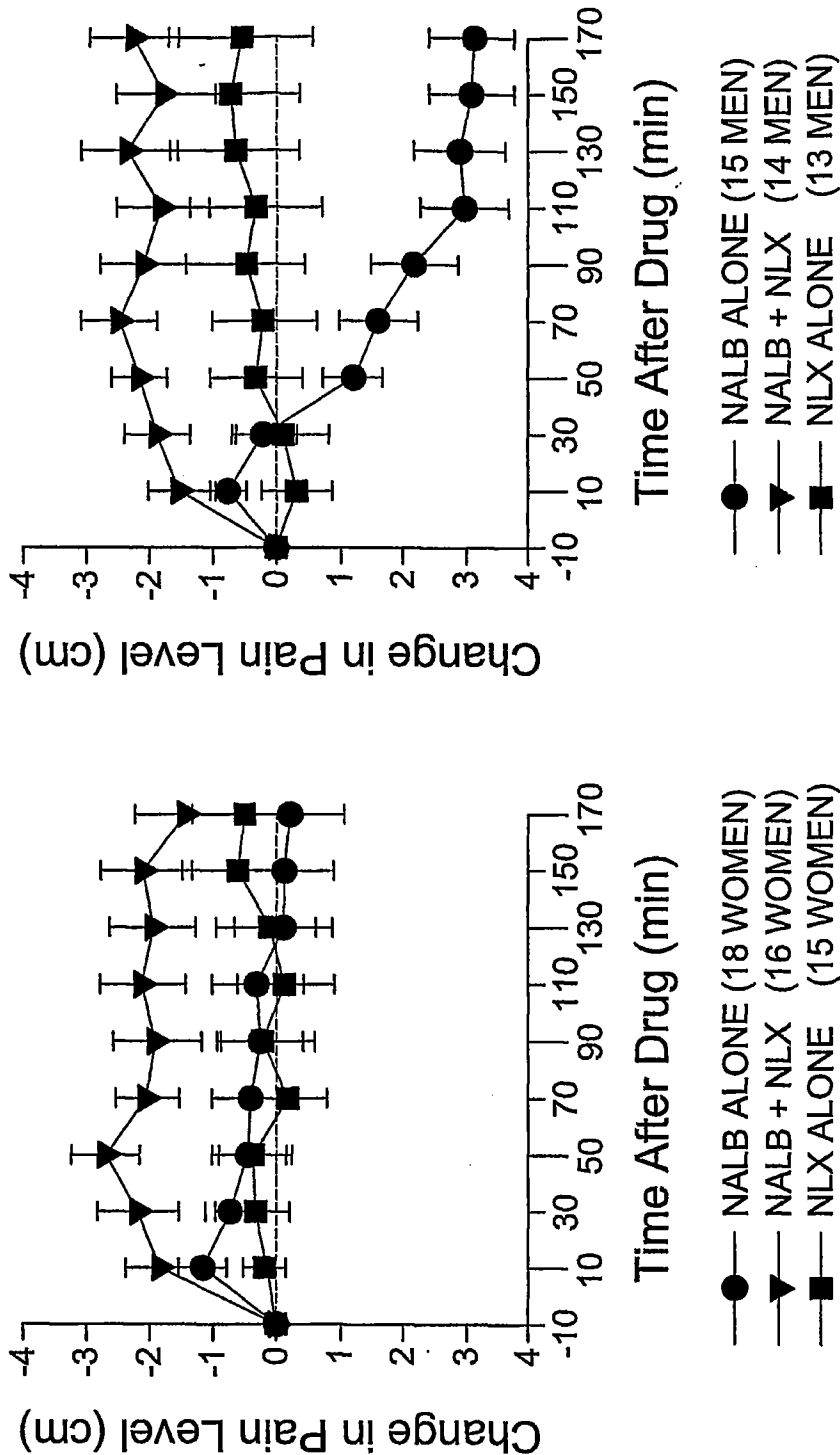 Change in Pain Level (cm)
-4
-3
-2
-1
0
1
2
3
4
-10 10 30 50 70 90 110 130 150 170
Time After Drug (min)
NALB ALONE (18 WOMEN)
NALB + NLX (16 WOMEN)
NLX ALONE (15 WOMEN)
Change in Pain Level (cm)
-4
-3
-2
-1
0
1
2
3
4
-10 10 30 50 70 90 110 130 150 170
Time After Drug (min)
NALB ALONE (15 MEN)
NALB + NLX (14 MEN)
NLX ALONE (13 MEN)